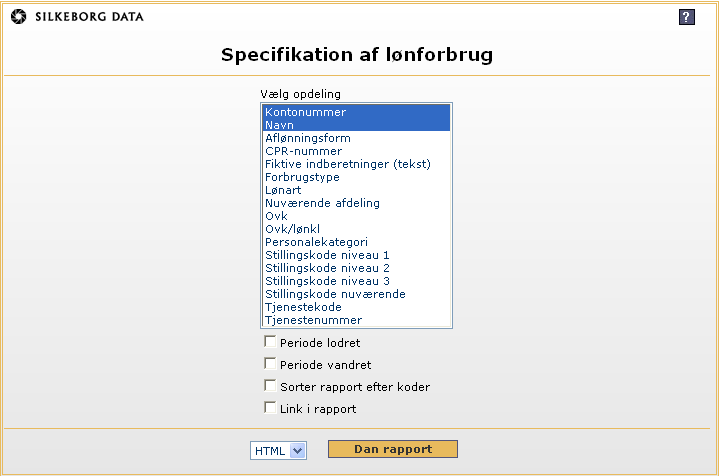 SILKEBORG DATA
?
Specifikation af lønforbrug
Vælg opdeling
Kontonummer
Navn
Aflønningsform
CPR-nummer
Fiktive indberetninger (tekst)
Forbrugstype
Lønart
Nuværende afdeling
Ovk
Ovk/lønkl
Personalekategori
Stillingskode niveau 1
Stillingskode niveau 2
Stillingskode niveau 3
Stillingskode nuværende
Tjenestekode
Tjenestenummer
Periode lodret
Periode vandret
Sorter rapport efter koder
Link i rapport
HTML
Dan rapport